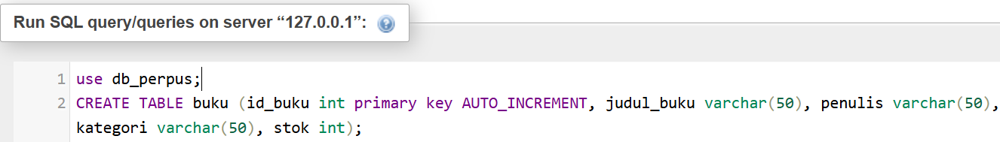 Run SQL query/queries on server “127.0.0.1”:
1 use db_perpus;
2 CREATE TABLE buku (id_buku int primary key AUTO_INCREMENT, judul_buku varchar(50), penulis varchar(50),
kategori varchar(50), stok int);